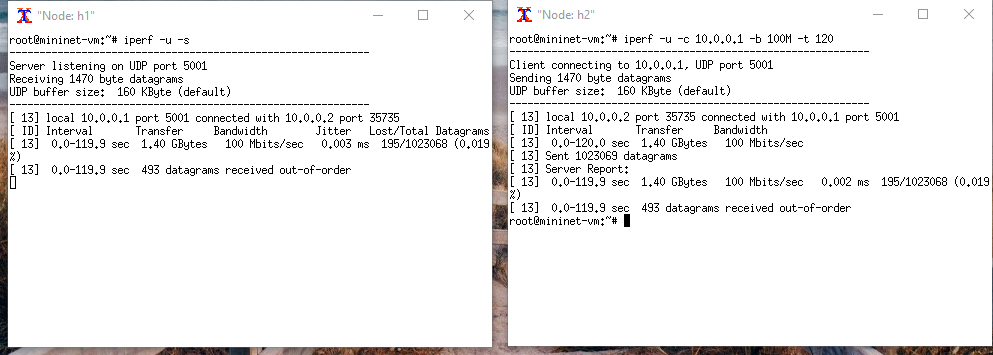 "Node: h1"
root@mininet-vm:~# iperf -u -s
------------------------------------------------------------
Server listening on UDP port 5001
Receiving 1470 byte datagrams
UDP buffer size:  160 KByte (default)
------------------------------------------------------------
[ 13] local 10.0.0.1 port 5001 connected with 10.0.0.2 port 35735
[ ID] Interval       Transfer     Bandwidth        Jitter   Lost/Total Datagrams
[ 13]  0.0-119.9 sec  1.40 GBytes   100 Mbits/sec   0.003 ms  195/1023068 (0.019
%)
[ 13]  0.0-119.9 sec  493 datagrams received out-of-order
"Node: h2"
root@mininet-vm:~# iperf -u -c 10.0.0.1 -b 100M -t 120
------------------------------------------------------------
Client connecting to 10.0.0.1, UDP port 5001
Sending 1470 byte datagrams
UDP buffer size:  160 KByte (default)
------------------------------------------------------------
[ 13] local 10.0.0.2 port 35735 connected with 10.0.0.1 port 5001
[ ID] Interval       Transfer     Bandwidth
[ 13]  0.0-120.0 sec  1.40 GBytes   100 Mbits/sec
[ 13] Sent 1023069 datagrams
[ 13] Server Report:
[ 13]  0.0-119.9 sec  1.40 GBytes   100 Mbits/sec   0.002 ms  195/1023068 (0.019
%)
[ 13]  0.0-119.9 sec  493 datagrams received out-of-order
root@mininet-vm:~#